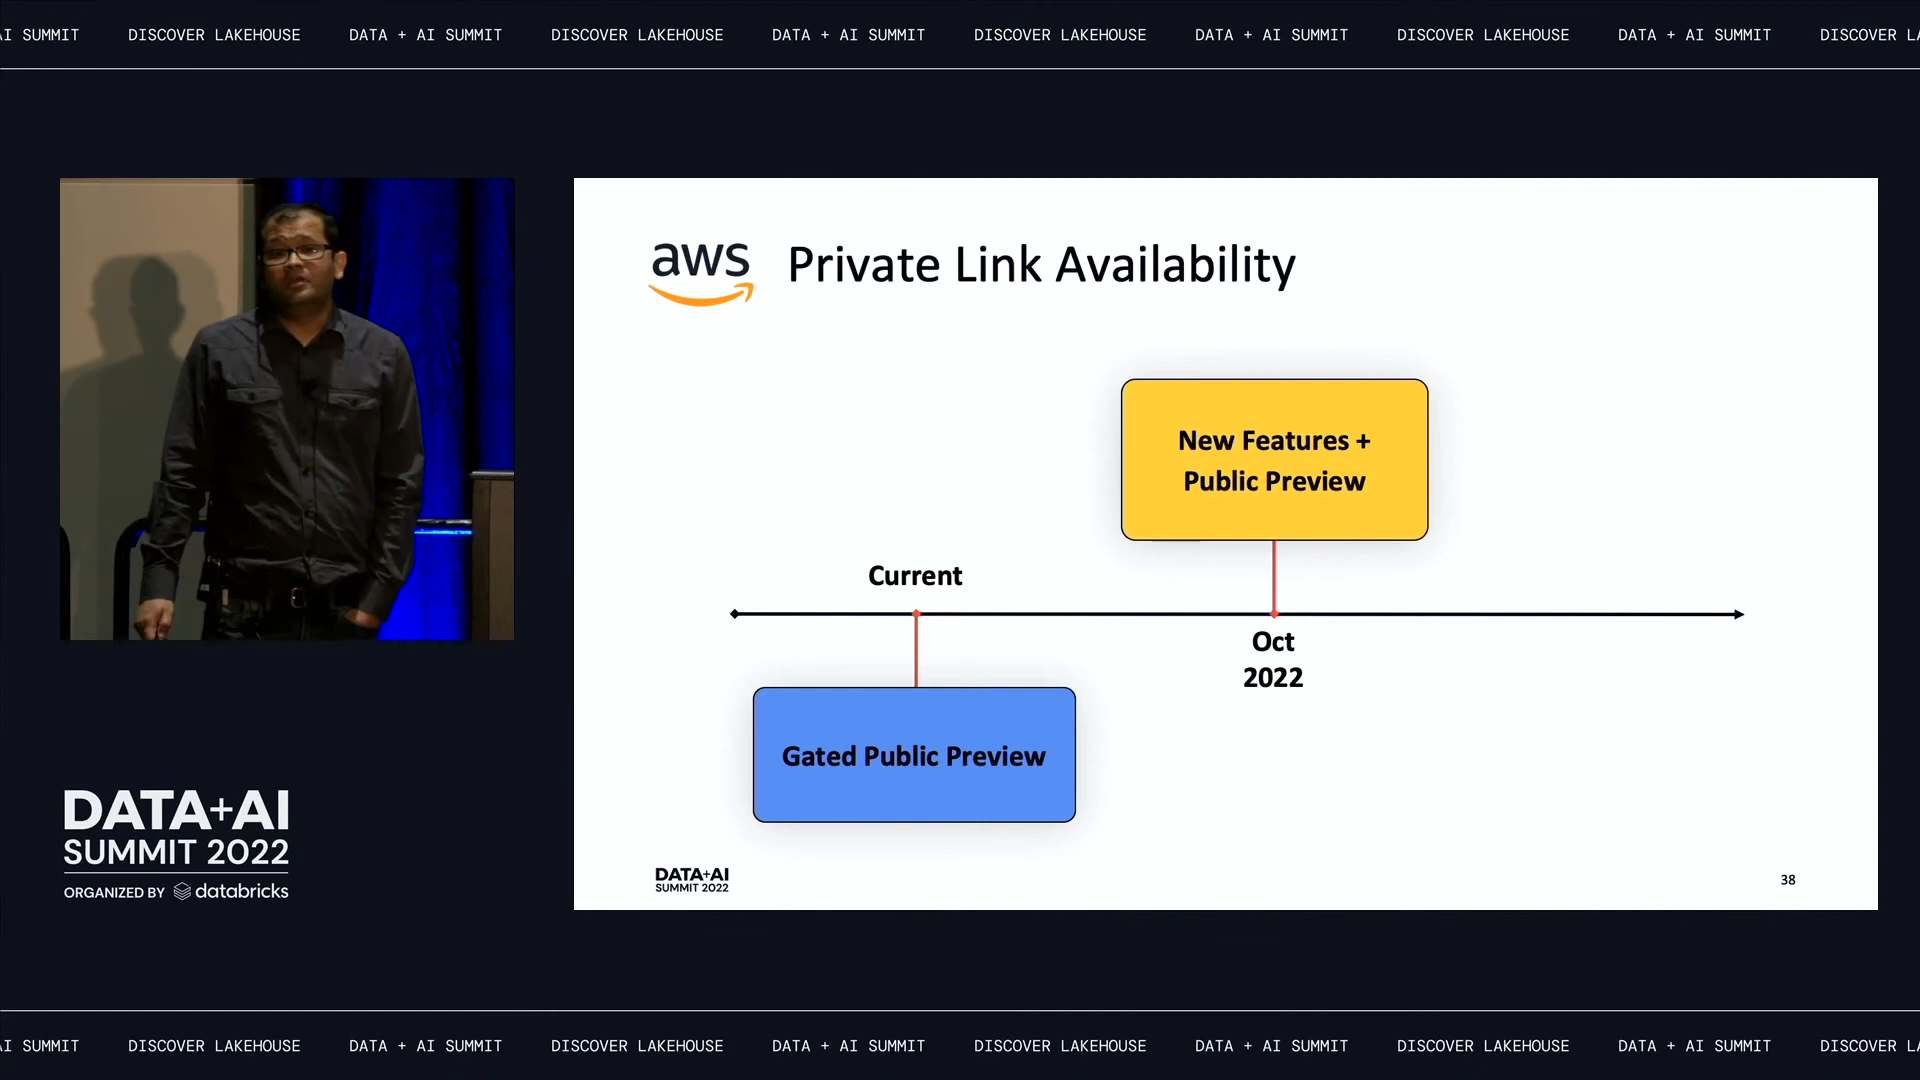 AI SUMMIT DISCOVER LAKEHOUSE DATA + AI SUMMIT DISCOVER LAKEHOUSE DATA + AI SUMMIT DISCOVER LAKEHOUSE DATA + AI SUMMIT DISCOVER LAKEHOUSE DATA + AI SUMMIT DISCOVER
aws Private Link Availability
New Features +
Public Preview
Current
Oct
2022
Gated Public Preview
DATA+AI
SUMMIT 2022
38
DATA+AI
SUMMIT 2022
ORGANIZED BY databricks
AI SUMMIT DISCOVER LAKEHOUSE DATA + AI SUMMIT DISCOVER LAKEHOUSE DATA + AI SUMMIT DISCOVER LAKEHOUSE DATA + AI SUMMIT DISCOVER LAKEHOUSE DATA + AI SUMMIT DISCOVER